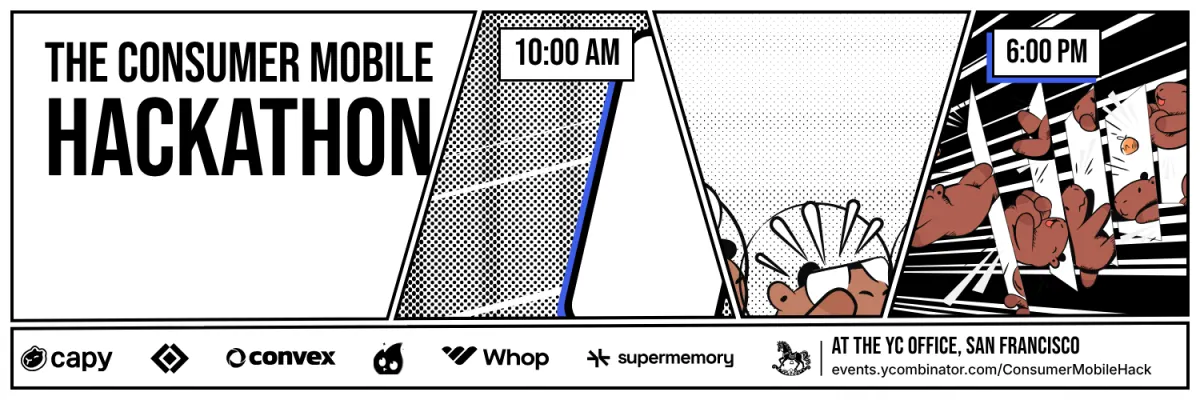 THE CONSUMER MOBILE
HACKATHON
10:00 AM
6:00 PM
capy
convex
Whop
supermemory
AT THE YC OFFICE, SAN FRANCISCO
events.ycombinator.com/ConsumerMobileHack